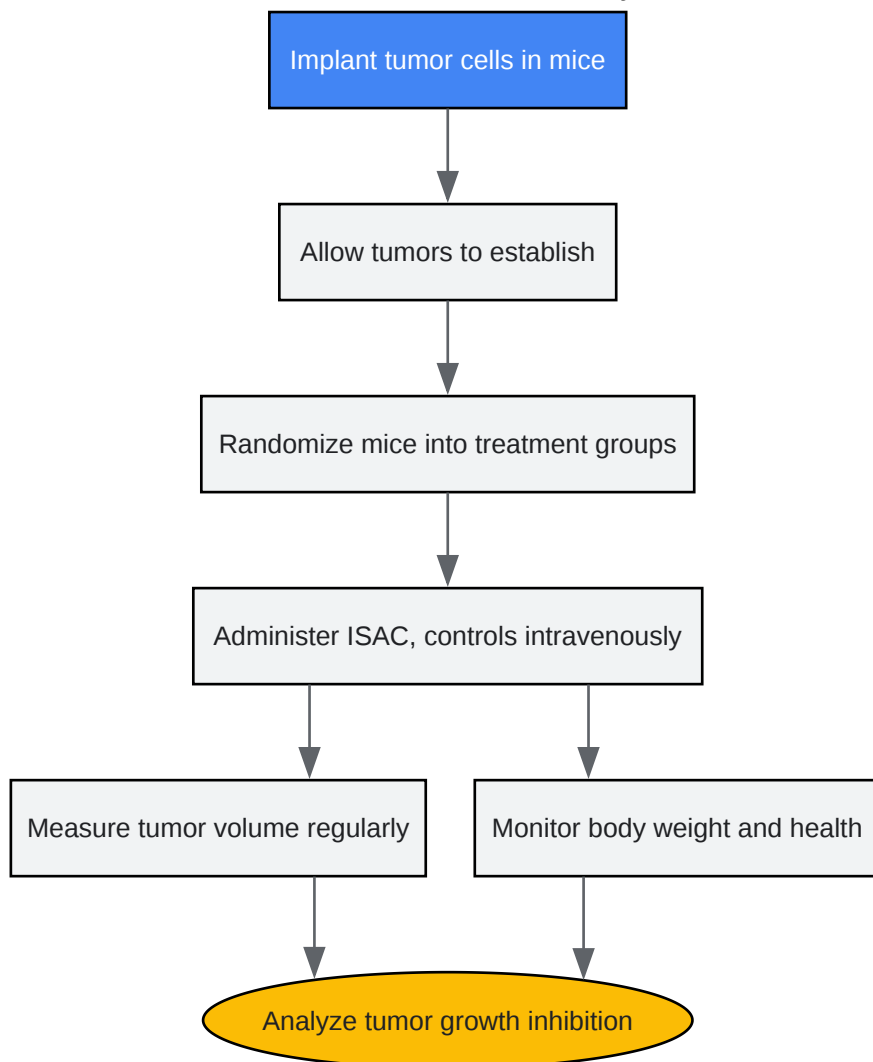 Implant tumor cells in mice
Allow tumors to establish
Randomize mice into treatment groups
Administer ISAC, controls intravenously
Measure tumor volume regularly
Monitor body weight and health
Analyze tumor growth inhibition